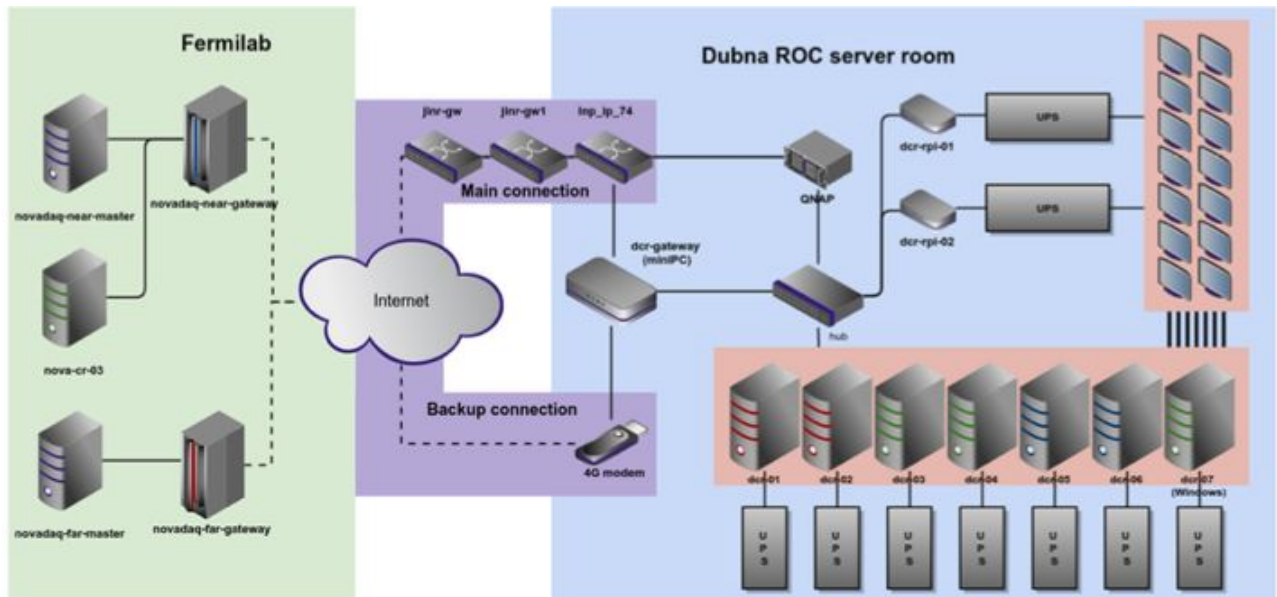 Fermilab
Dubna ROC server room
jinr-gw
jinr-gw1
lnp_ip_74
Main connection
novadaq-near-master
novadaq-near-gateway
QNAP
dcr-rpi-01
UPS
dcr-rpi-02
UPS
dcr-gateway
(miniPC)
Internet
hub
nova-cr-03
Backup connection
4G modem
novadaq-far-master
novadaq-far-gateway
dcr-01
dcr-02
dcr-03
dcr-04
dcr-05
dcr-06
dcr-07
(Windows)
UPS
UPS
UPS
UPS
UPS
UPS
UPS